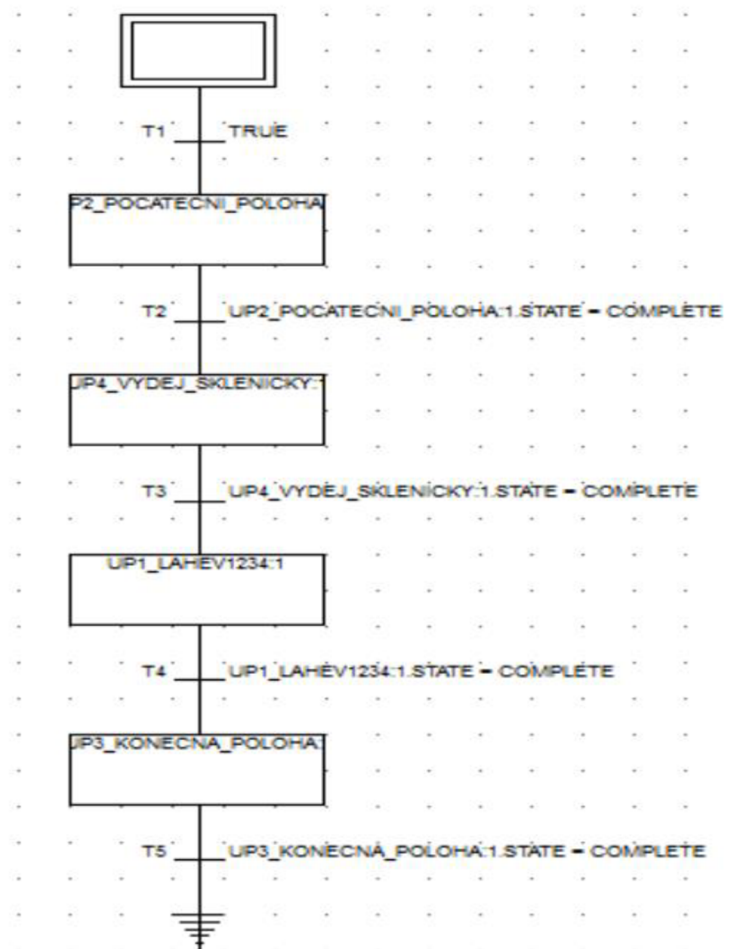 T1 TRUE
P2_POCATECNI_POLOHA
T2 UP2_POCATECNI_POLOHA:1.STATE = COMPLETE
UP4_VYDEJ_SKLENICKY:1
T3 UP4_VYDEJ_SKLENICKY:1.STATE = COMPLETE
UP1_LAHEV1234:1
T4 UP1_LAHEV1234:1.STATE = COMPLETE
UP3_KONECNA_POLOHA:
T5 UP3_KONECNA_POLOHA:1.STATE = COMPLETE